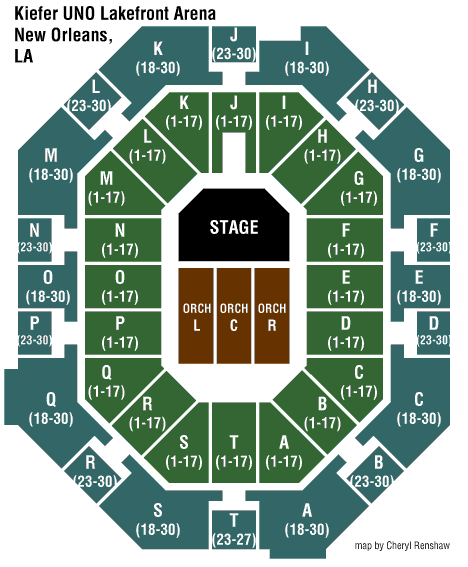 Kiefer UNO Lakefront Arena
New Orleans,
LA
J
(23-30)
K
(18-30)
I
(18-30)
L
(23-30)
H
(23-30)
K
(1-17)
J
(1-17)
I
(1-17)
L
(1-17)
H
(1-17)
M
(18-30)
G
(18-30)
M
(1-17)
G
(1-17)
STAGE
N
(23-30)
N
(1-17)
F
(1-17)
F
(23-30)
O
(18-30)
O
(1-17)
E
(1-17)
E
(18-30)
ORCH
L
ORCH
C
ORCH
R
P
(23-30)
P
(1-17)
D
(1-17)
D
(23-30)
Q
(1-17)
C
(1-17)
Q
(18-30)
C
(18-30)
R
(1-17)
B
(1-17)
S
(1-17)
T
(1-17)
A
(1-17)
R
(23-30)
B
(23-30)
S
(18-30)
T
(23-27)
A
(18-30)
map by Cheryl Renshaw